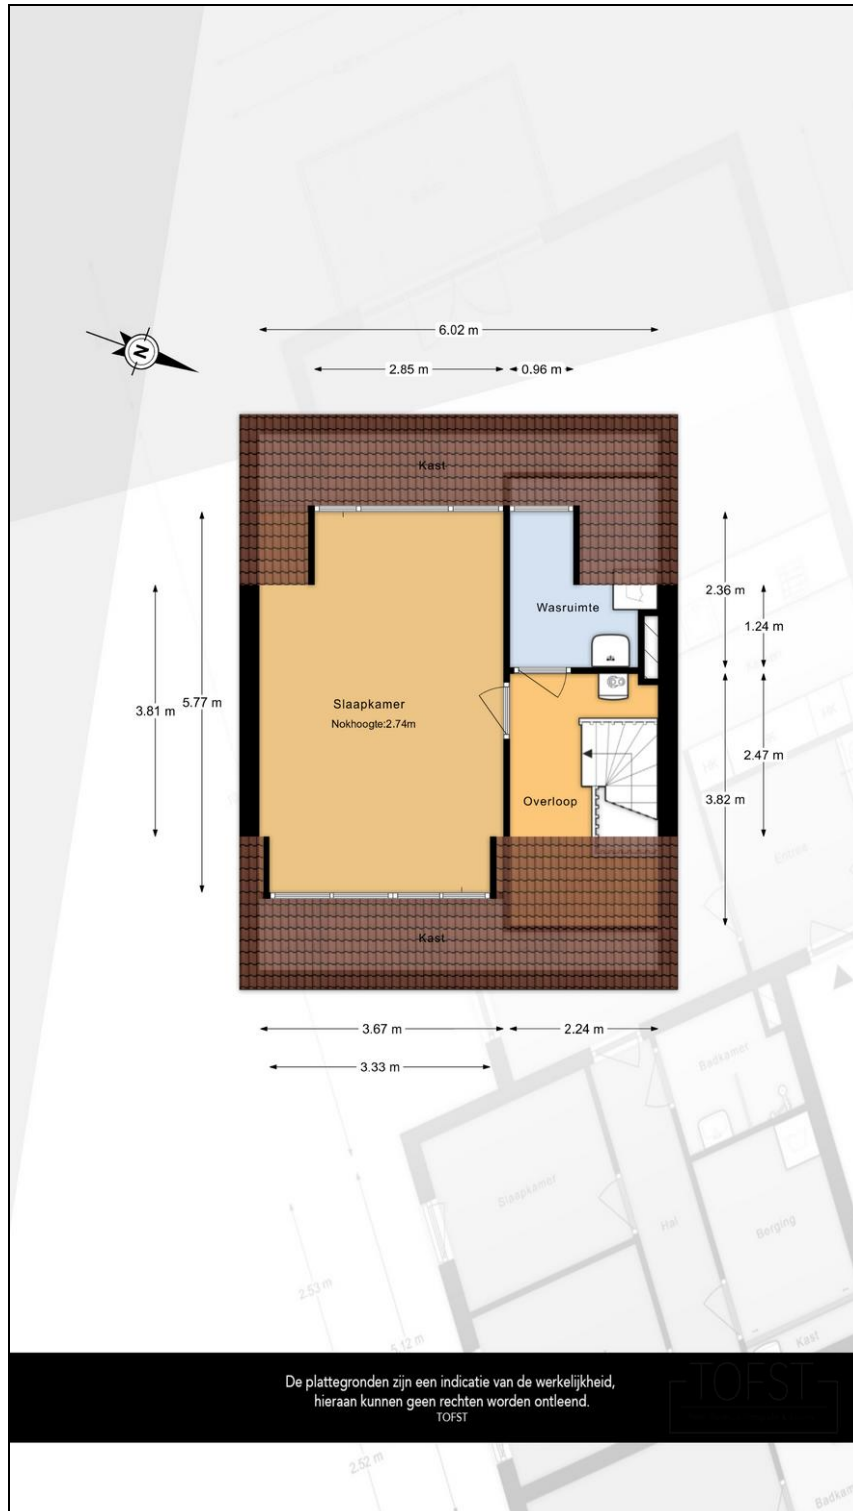 6.02 m
2.85 m
0.96 m
N
Kast
2.36 m
Wasruimte
1.24 m
Slaapkamer
Nokhoogte:2.74m
3.81 m
5.77 m
2.47 m
Overloop
3.82 m
Entree
Kast
3.67 m
2.24 m
3.33 m
Badkamer
Slaapkamer
Hal
Berging
2.53 m
5.12 m
Kast
De plattegronden zijn een indicatie van de werkelijkheid,
hieraan kunnen geen rechten worden ontleend.
TOFST
TOFST
2.52 m
Badkamer